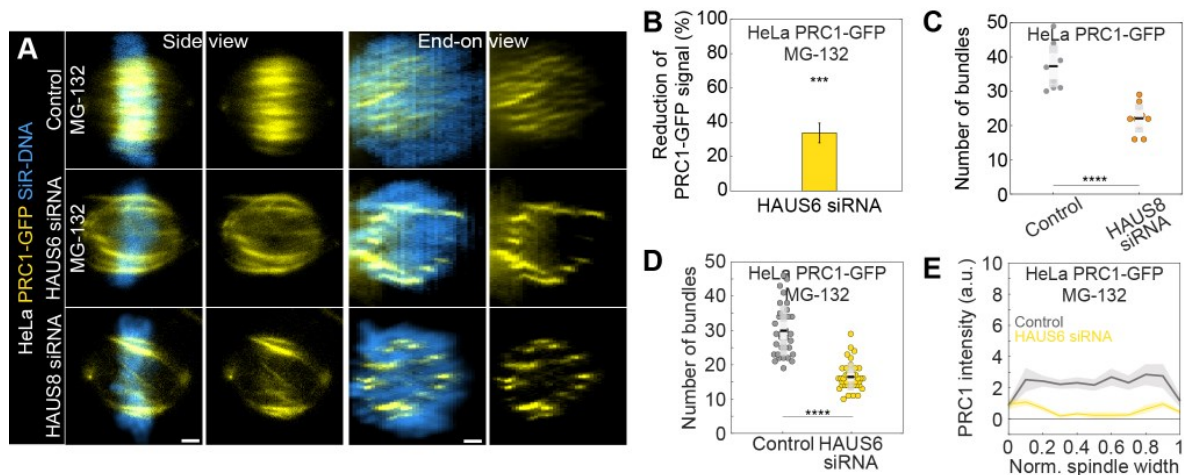 A
Side view
End-on view
HeLa PRC1-GFP SiR-DNA
Control
MG-132
HAUS6 siRNA
MG-132
HAUS8 siRNA
B
Reduction of
PRC1-GFP signal (%)
100
80
60
40
20
0
HeLa PRC1-GFP
MG-132
***
HAUS6 siRNA
C
Number of bundles
50
40
30
20
10
0
HeLa PRC1-GFP
****
Control
HAUS8
siRNA
D
Number of bundles
50
40
30
20
10
0
HeLa PRC1-GFP
MG-132
****
Control HAUS6
siRNA
E
PRC1 intensity (a.u.)
10
8
6
4
2
0
HeLa PRC1-GFP
MG-132
Control
HAUS6 siRNA
0 0.2 0.4 0.6 0.8 1
Norm. spindle width